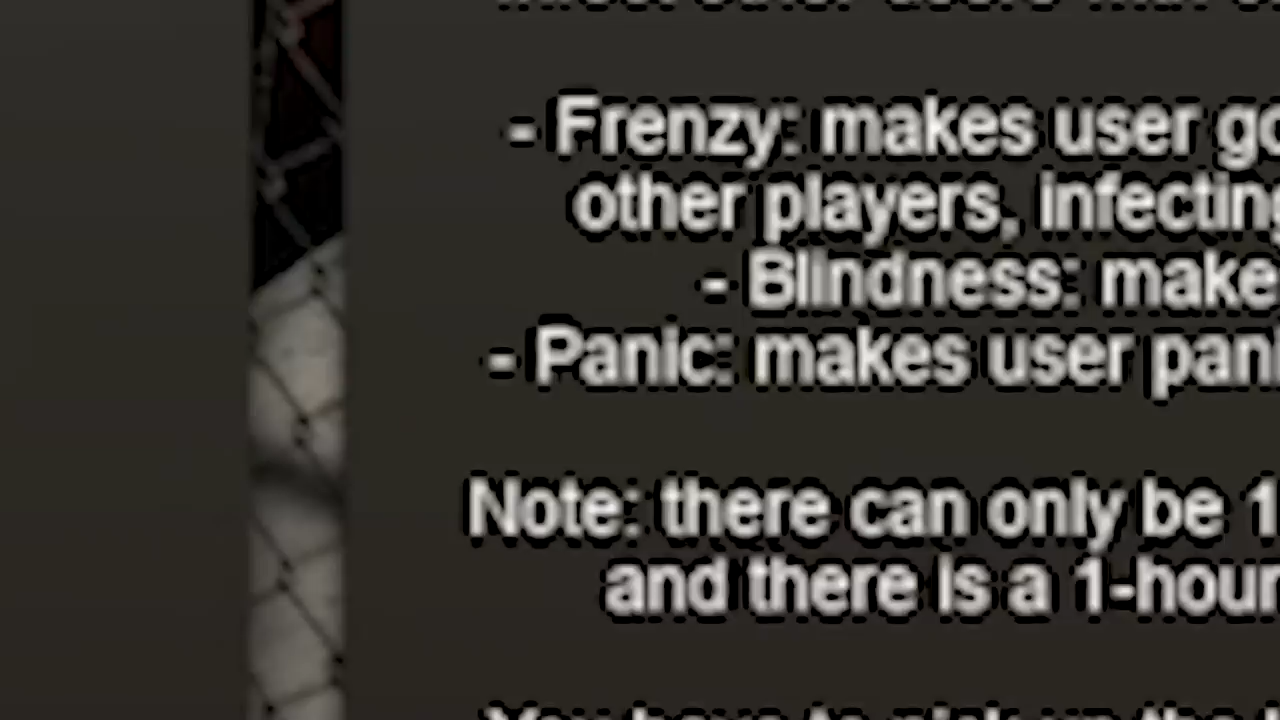 - Frenzy: makes user go
other players, infecting
- Blindness: make
- Panic: makes user pani
Note: there can only be 1
and there is a 1-hour